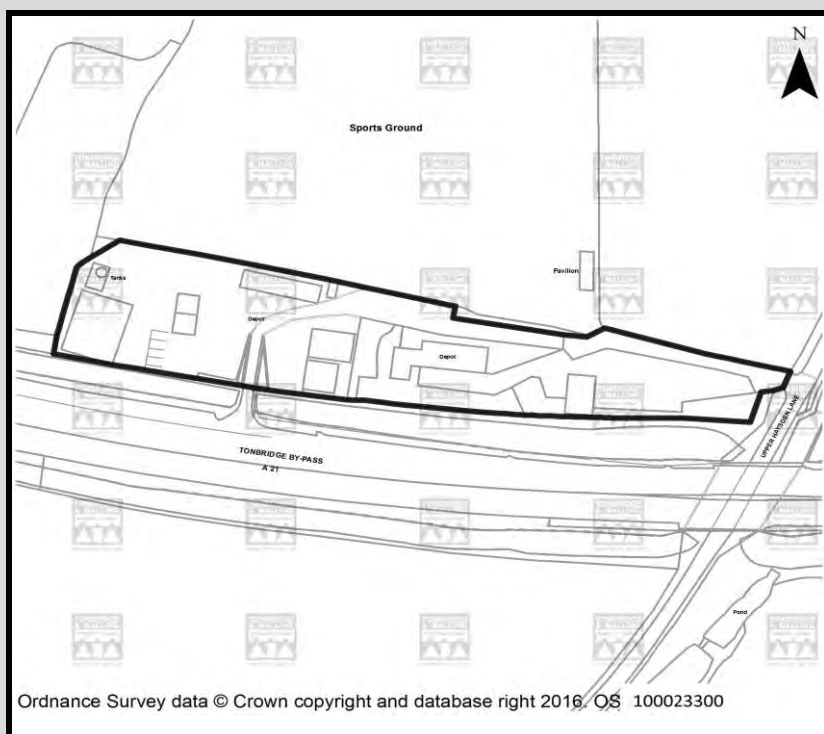 N
Sports Ground
Pavilion
Tanks
Depot
Depot
UPPER HAYSDEN LANE
TONBRIDGE BY-PASS
A 21
Pond
Ordnance Survey data © Crown copyright and database right 2016. OS 100023300